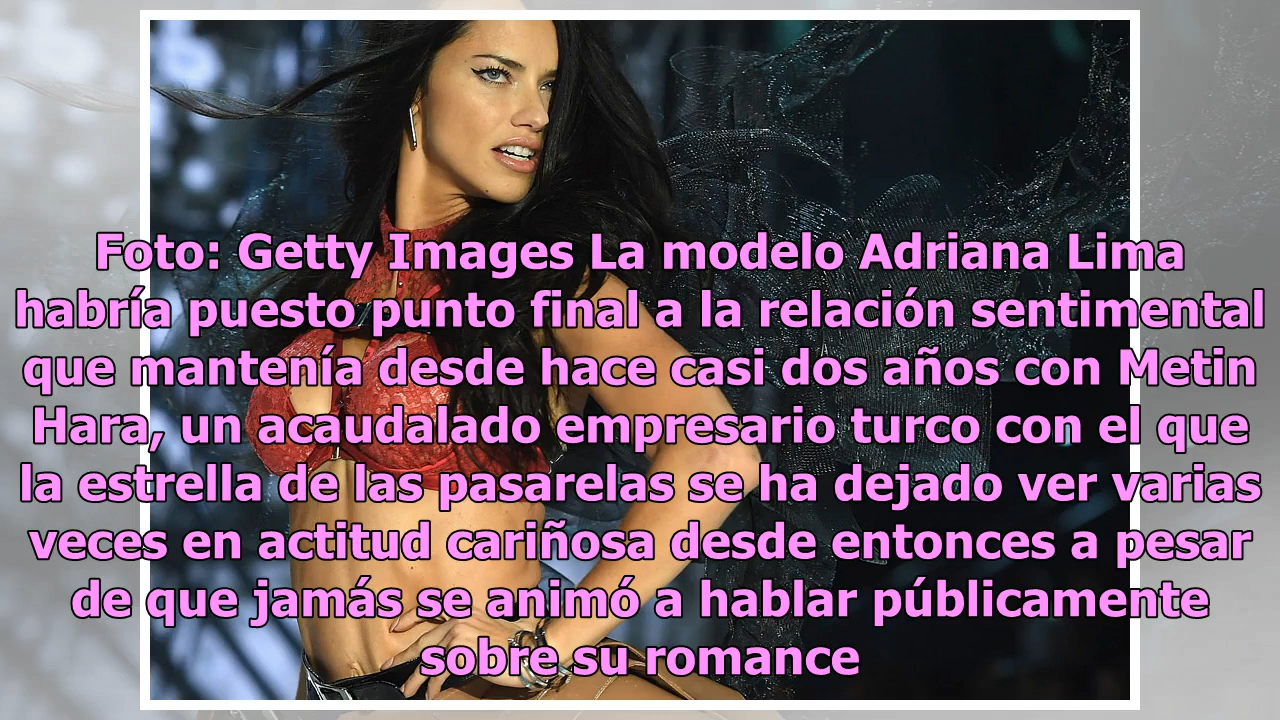 Foto: Getty Images La modelo Adriana Lima
habría puesto punto final a la relación sentimental
que mantenía desde hace casi dos años con Metin
Hara, un acaudalado empresario turco con el que
la estrella de las pasarelas se ha dejado ver varias
veces en actitud cariñosa desde entonces a pesar
de que jamás se animó a hablar públicamente
sobre su romance